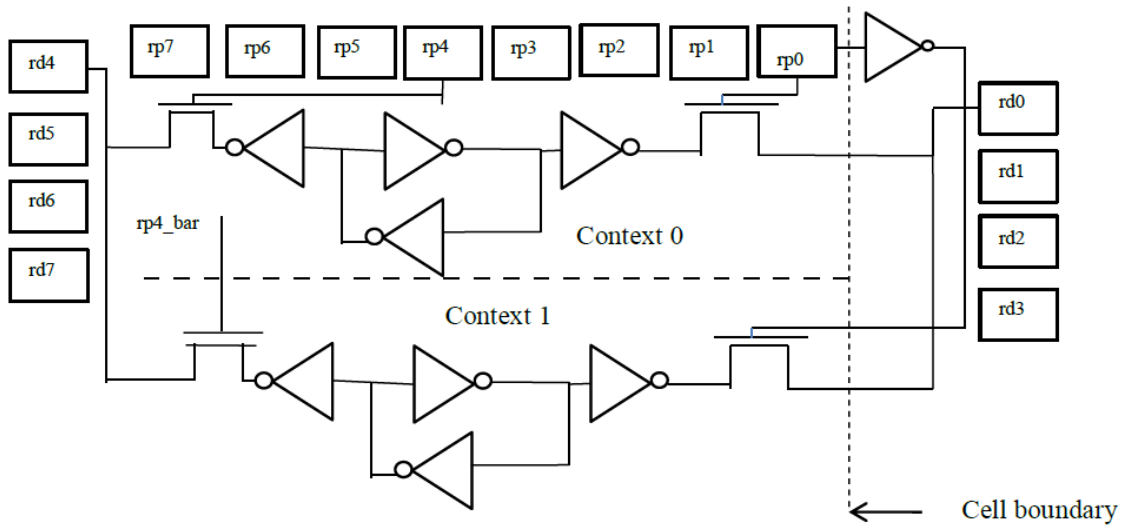 rp7
rp6
rp5
rp4
rp3
rp2
rp1
rp0
rd4
rd5
rd6
rd7
rd0
rd1
rd2
rd3
rp4_bar
Context 0
Context 1
Cell boundary